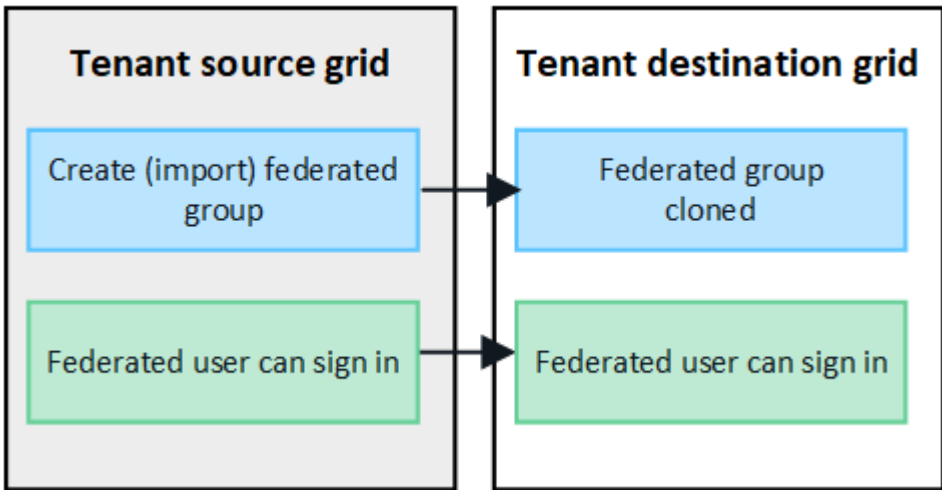 Tenant source grid
Create (import) federated
group
Federated user can sign in
Tenant destination grid
Federated group
cloned
Federated user can sign in